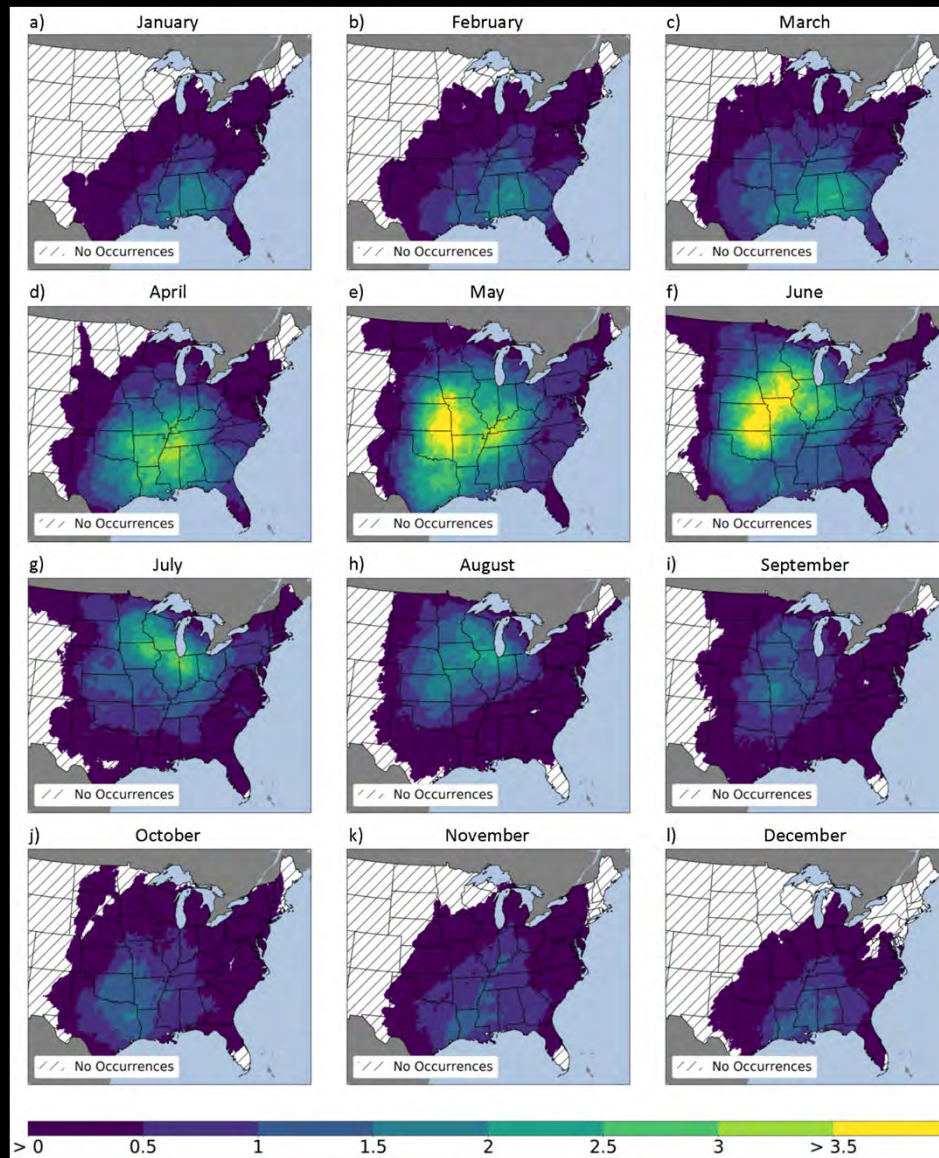 a) January
b) February
c) March
No Occurrences
No Occurrences
No Occurrences
d) April
e) May
f) June
No Occurrences
No Occurrences
No Occurrences
g) July
h) August
i) September
No Occurrences
No Occurrences
No Occurrences
j) October
k) November
l) December
No Occurrences
No Occurrences
No Occurrences
> 0 0.5 1 1.5 2 2.5 3 > 3.5